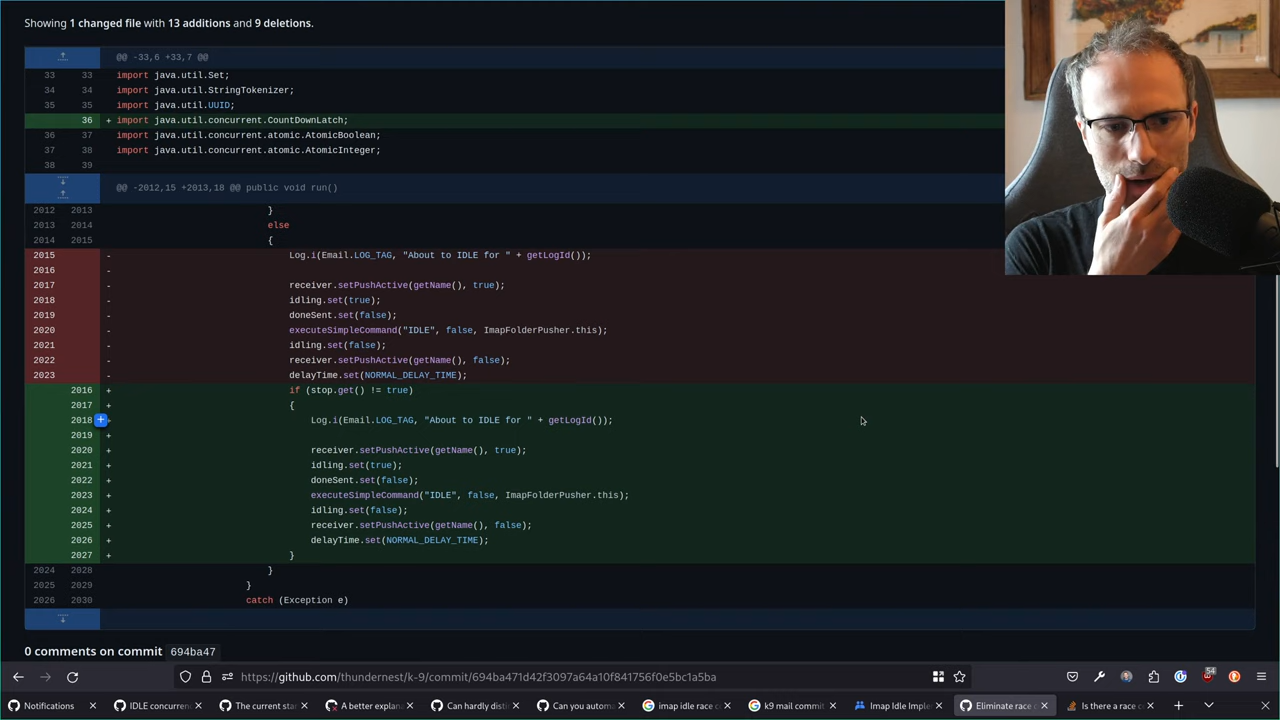 Showing 1 changed file with 13 additions and 9 deletions.
@@ -33,6 +33,7 @@
33 33 import java.util.Set;
34 34 import java.util.StringTokenizer;
35 35 import java.util.UUID;
36 + import java.util.concurrent.CountDownLatch;
36 37 import java.util.concurrent.atomic.AtomicBoolean;
37 38 import java.util.concurrent.atomic.AtomicInteger;
38 39
@@ -2012,15 +2013,18 @@ public void run()
2012 2013 }
2013 2014 else
2014 2015 {
2015 - Log.i(Email.LOG_TAG, "About to IDLE for " + getLogId());
2016 -
2017 - receiver.setPushActive(getName(), true);
2018 - idling.set(true);
2019 - doneSent.set(false);
2020 - executeSimpleCommand("IDLE", false, ImapFolderPusher.this);
2021 - idling.set(false);
2022 - receiver.setPushActive(getName(), false);
2023 - delayTime.set(NORMAL_DELAY_TIME);
2016 + if (stop.get() != true)
2017 + {
2018 + Log.i(Email.LOG_TAG, "About to IDLE for " + getLogId());
2019 +
2020 + receiver.setPushActive(getName(), true);
2021 + idling.set(true);
2022 + doneSent.set(false);
2023 + executeSimpleCommand("IDLE", false, ImapFolderPusher.this);
2024 + idling.set(false);
2025 + receiver.setPushActive(getName(), false);
2026 + delayTime.set(NORMAL_DELAY_TIME);
2027 + }
2024 2028 }
2025 2029 }
2026 2030 catch (Exception e)
0 comments on commit 694ba47
https://github.com/thundernest/k-9/commit/694ba471d42f3097a64a10f841756f0e5bc1a5ba
54
Notifications
IDLE concurren
The current sta
A better expla
Can hardly disti
Can you autom
imap idle race c
k9 mail commit
Imap Idle Imple
Eliminate race c
Is there a race c